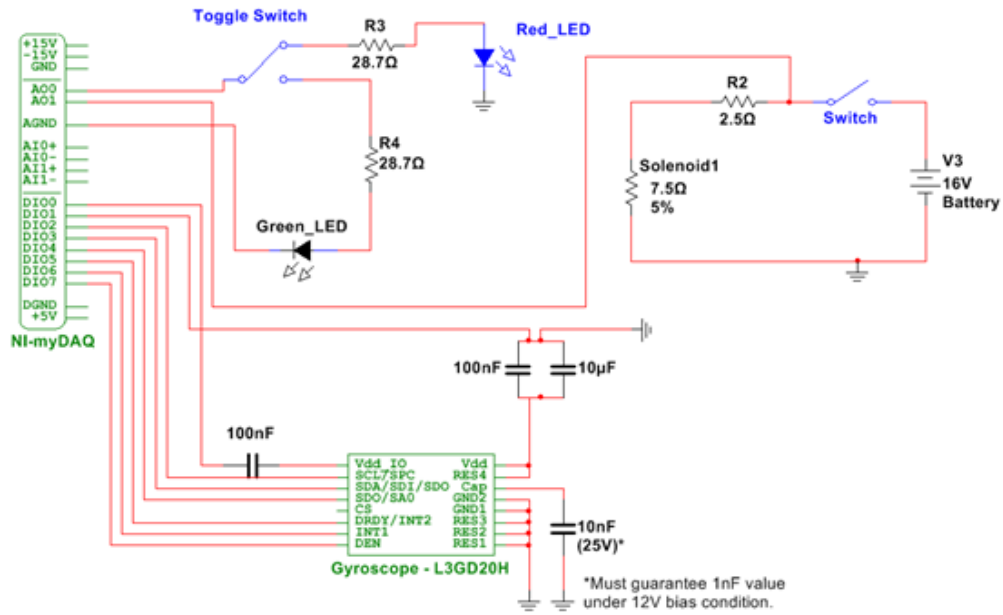 Toggle Switch
R3
28.7Ω
Red_LED
+15V
-15V
GND
AO0
AO1
AGND
AI0+
AI0-
AI1+
AI1-
DIO0
DIO1
DIO2
DIO3
DIO4
DIO5
DIO6
DIO7
DGND
+5V
NI-myDAQ
R4
28.7Ω
Green_LED
R2
2.5Ω
Switch
Solenoid1
7.5Ω
5%
V3
16V
Battery
100nF
10µF
100nF
Vdd_IO
SCL/SPC
SDA/SDI/SDO
SDO/SA0
CS
DRDY/INT2
INT1
DEN
Vdd
RES4
Cap
GND2
GND1
RES3
RES2
RES1
Gyroscope - L3GD20H
10nF
(25V)*
*Must guarantee 1nF value
under 12V bias condition.